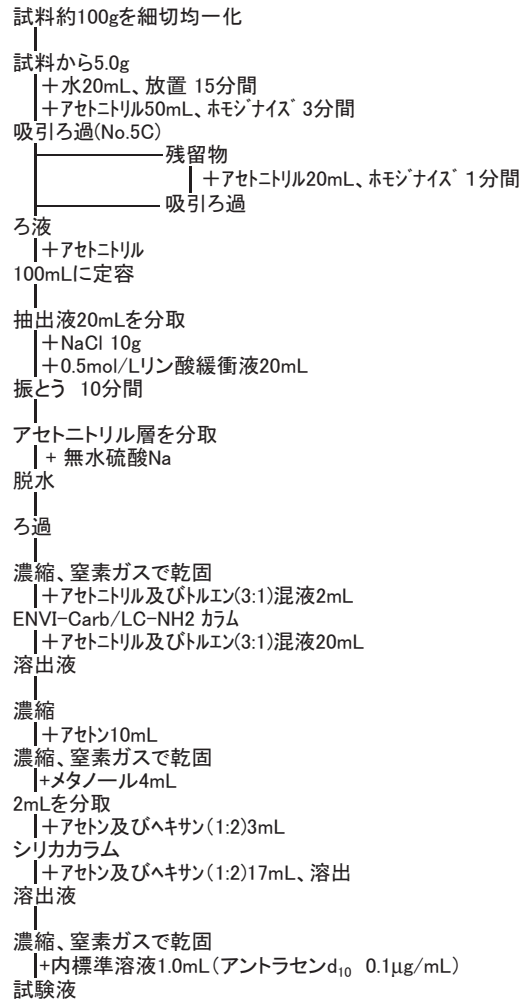 試料約100gを細切均一化
試料から5.0g
＋水20mL、放置 15分間
＋アセトニトリル50mL、ホモジナイズ 3分間
吸引ろ過(No.5C)
残留物
＋アセトニトリル20mL、ホモジナイズ 1分間
吸引ろ過
ろ液
＋アセトニトリル
100mLに定容
抽出液20mLを分取
＋NaCl 10g
＋0.5mol/Lリン酸緩衝液20mL
振とう 10分間
アセトニトリル層を分取
+ 無水硫酸Na
脱水
ろ過
濃縮、窒素ガスで乾固
＋アセトニトリル及びトルエン(3:1)混液2mL
ENVI-Carb/LC-NH2 カラム
＋アセトニトリル及びトルエン(3:1)混液20mL
溶出液
濃縮
＋アセトン10mL
濃縮、窒素ガスで乾固
+メタノール4mL
2mLを分取
＋アセトン及びヘキサン(1:2)3mL
シリカカラム
＋アセトン及びヘキサン(1:2)17mL、溶出
溶出液
濃縮、窒素ガスで乾固
+内標準溶液1.0mL(アントラセンd₁₀ 0.1μg/mL)
試験液